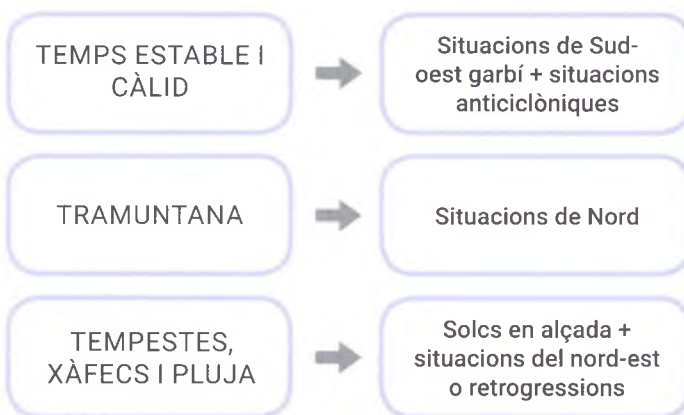 TEMPS ESTABLE I
CÀLID
Situacions de Sud-
oest garbí + situacions
anticiclòniques
TRAMUNTANA
Situacions de Nord
TEMPESTES,
XÀFECS I PLUJA
Solcs en alçada +
situacions del nord-est
o retrogressions